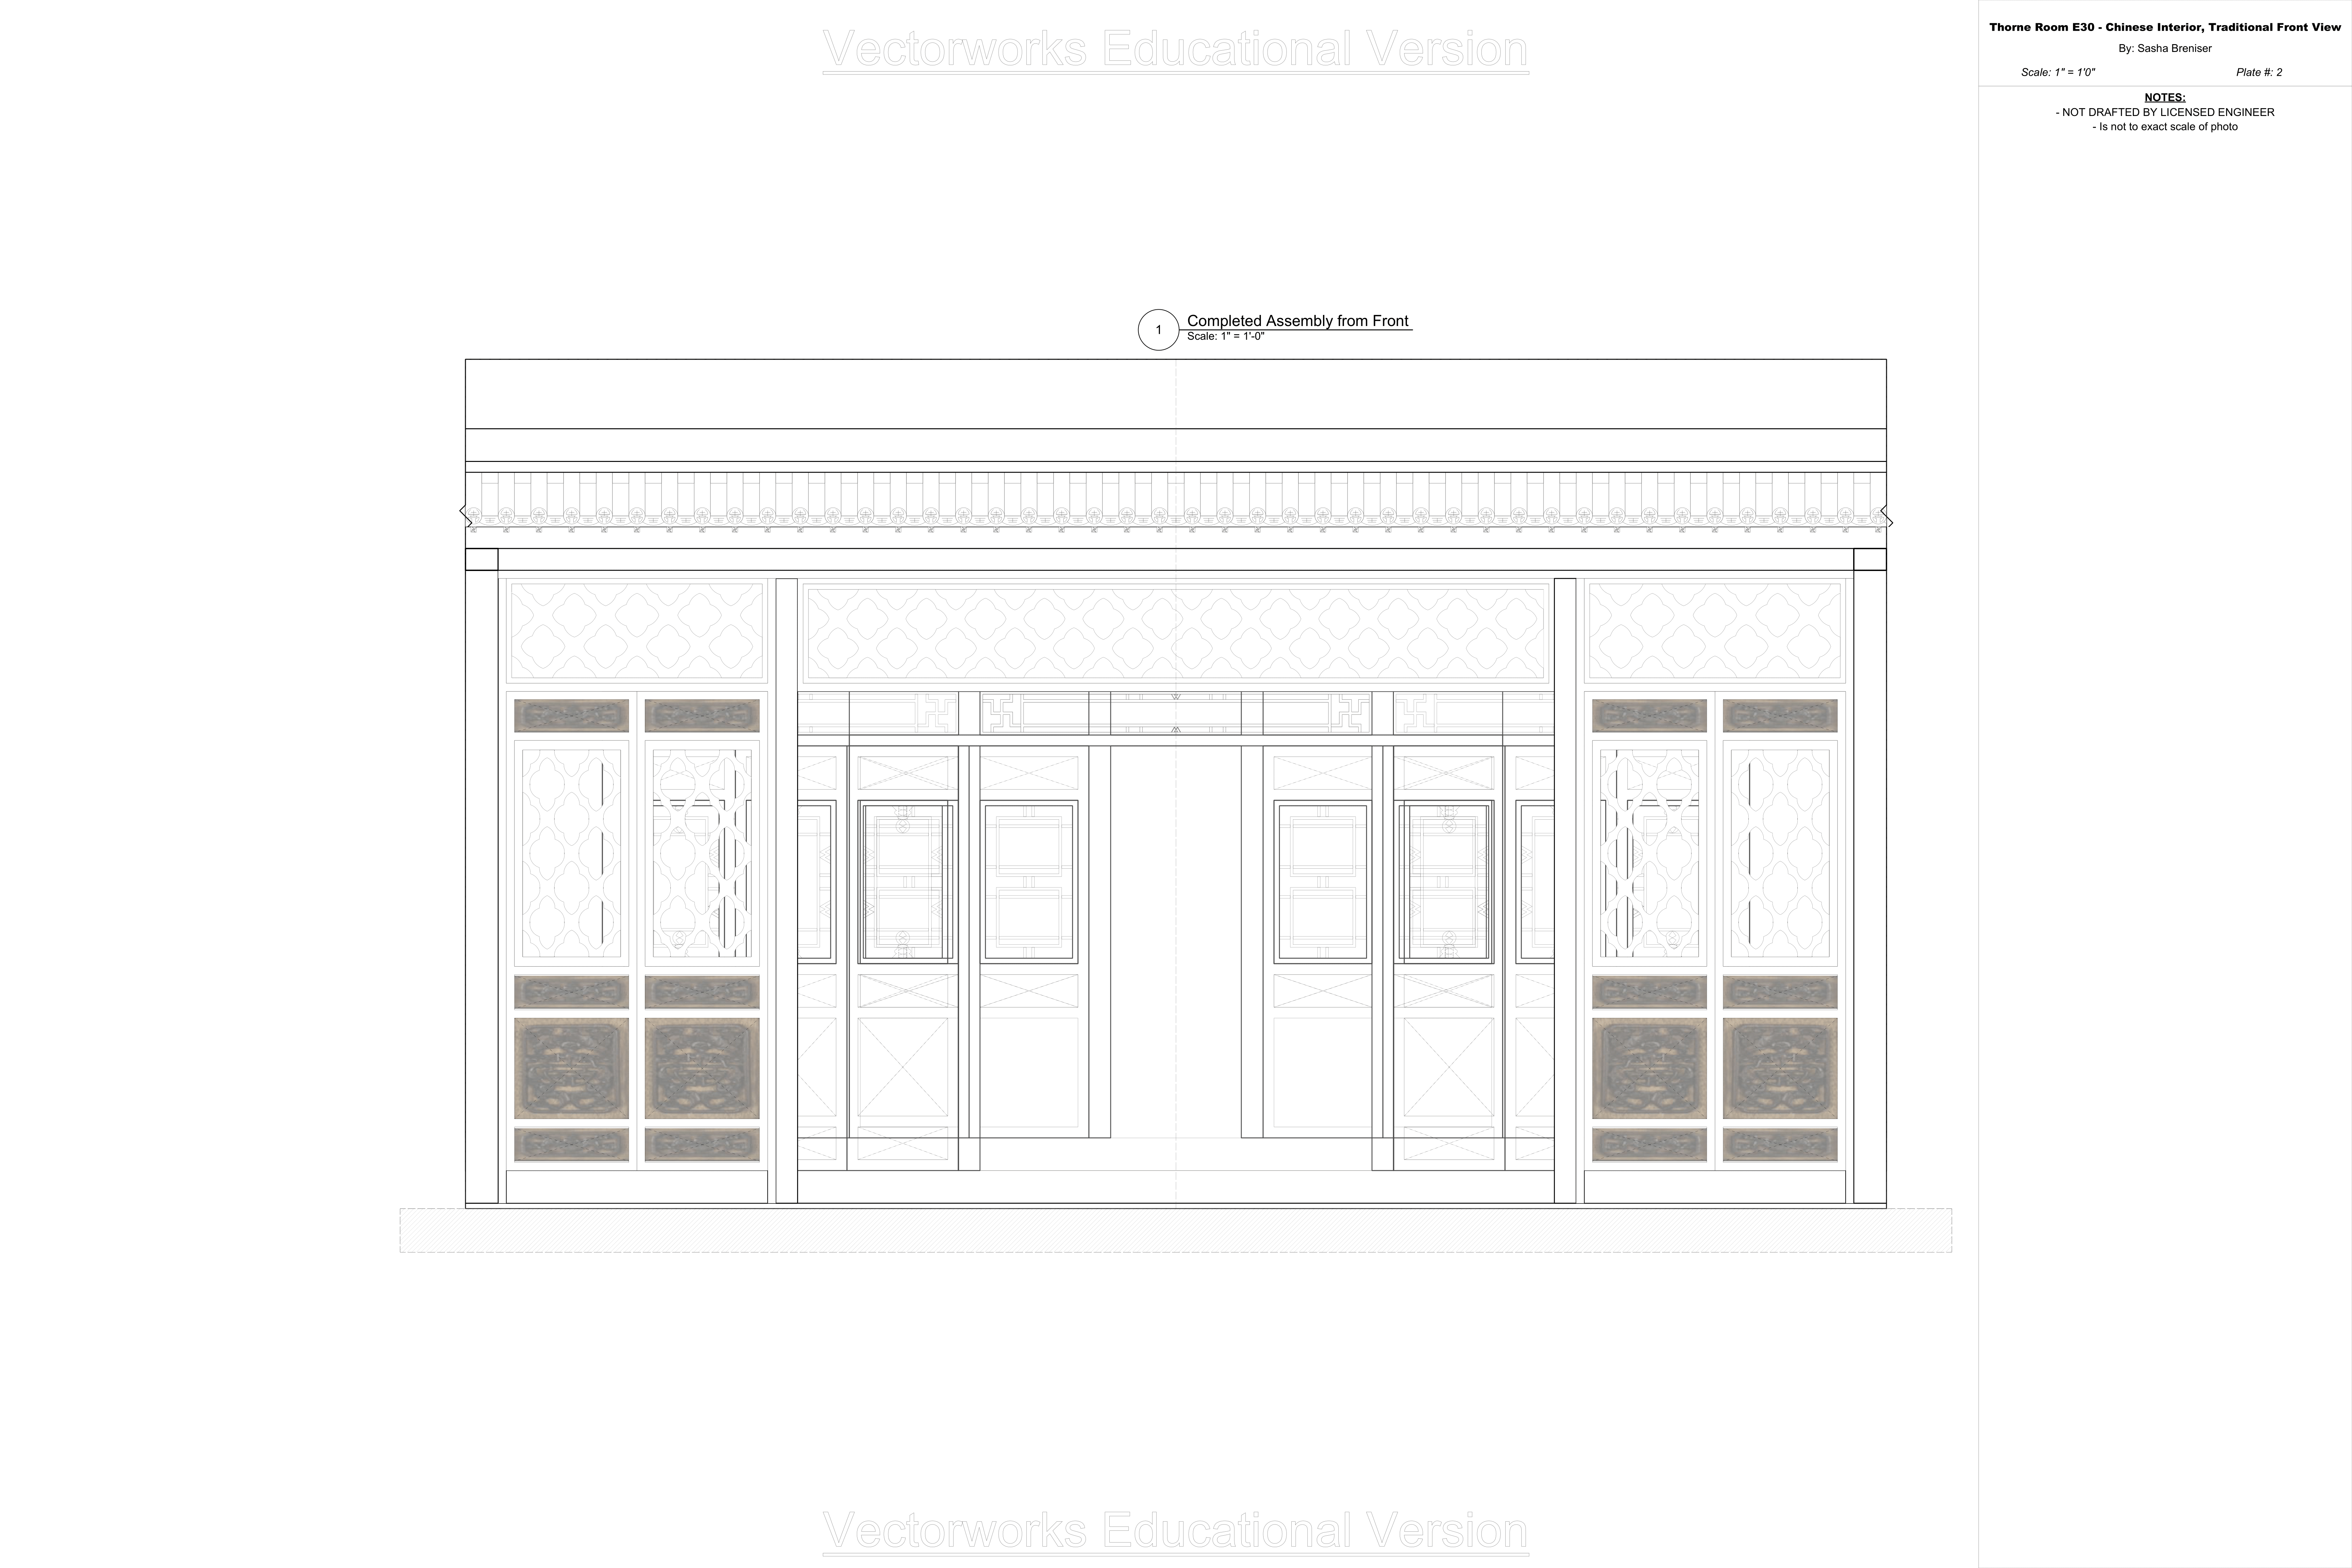 Vectorworks Educational Version
Thorne Room E30 - Chinese Interior, Traditional Front View
By: Sasha Breniser
Scale: 1" = 1'0"
Plate #: 2
NOTES:
- NOT DRAFTED BY LICENSED ENGINEER
- Is not to exact scale of photo
1
Completed Assembly from Front
Scale: 1" = 1'-0"
Vectorworks Educational Version